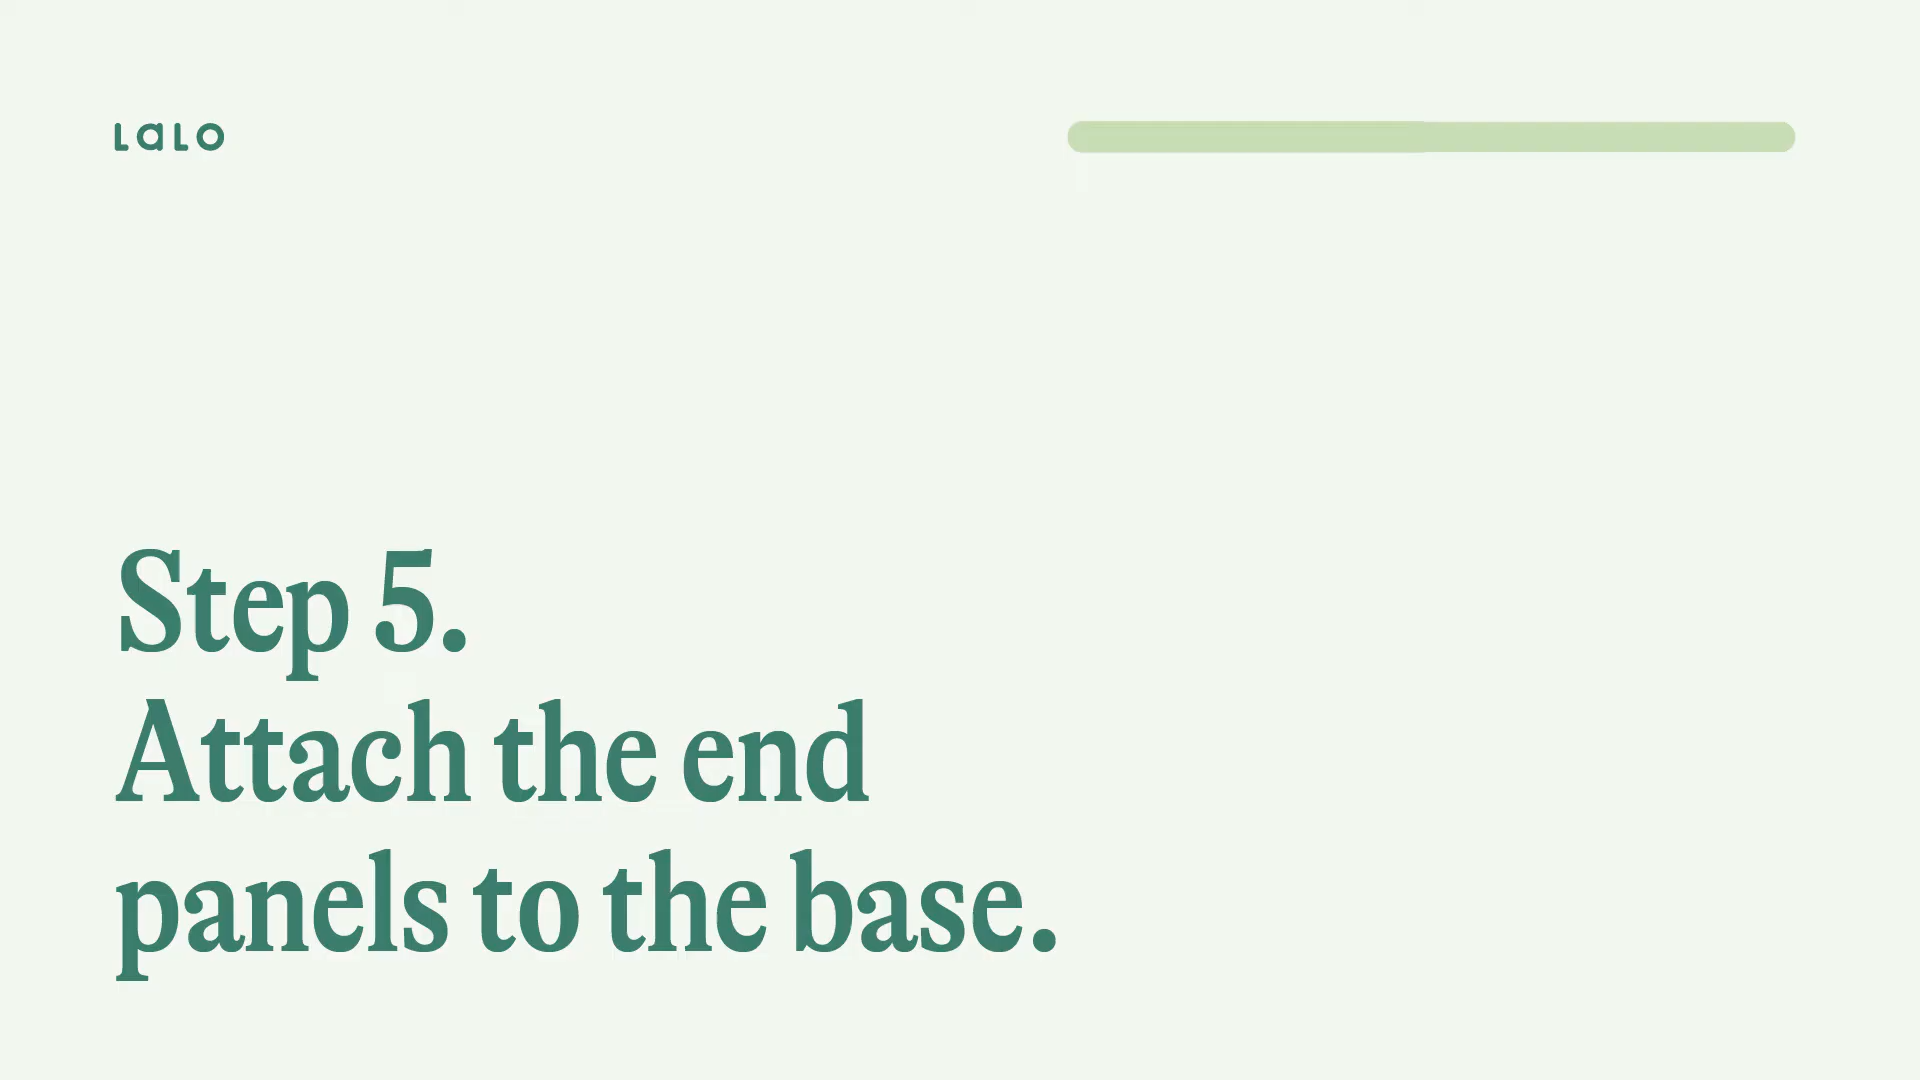 Lalo
Step 5.
Attach the end
panels to the base.